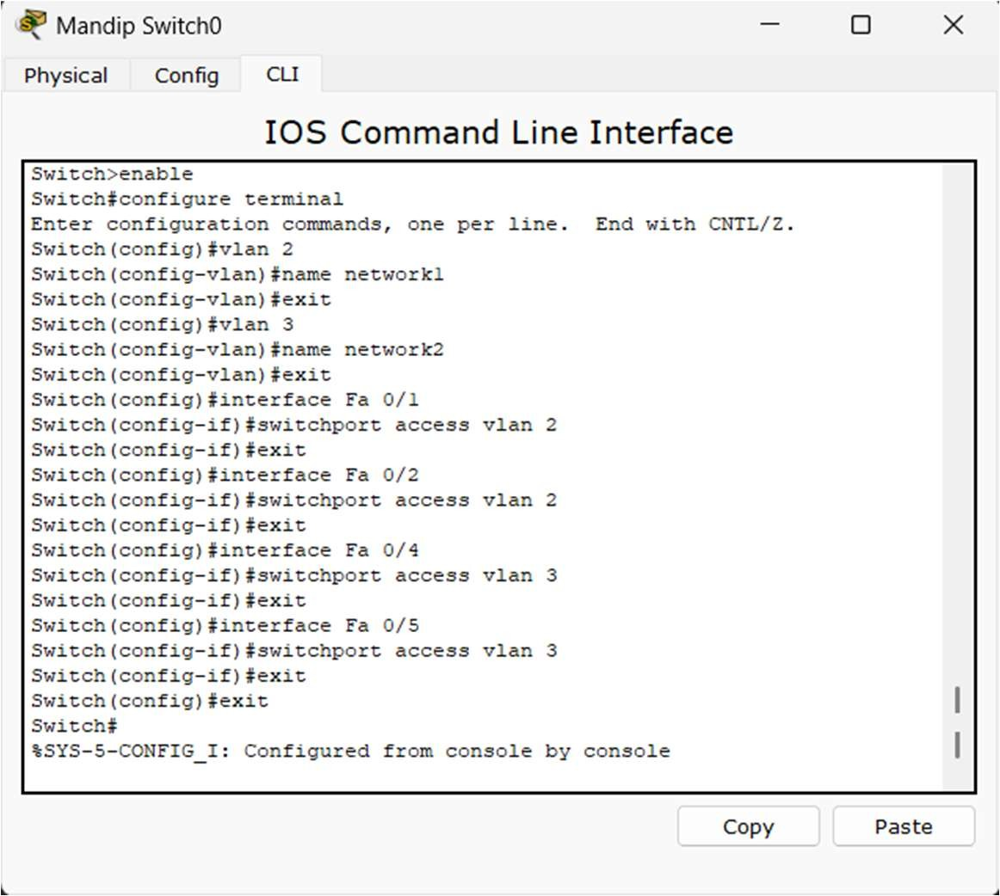 Mandip Switch0
Physical Config CLI
IOS Command Line Interface
Switch>enable
Switch#configure terminal
Enter configuration commands, one per line.  End with CNTL/Z.
Switch(config)#vlan 2
Switch(config-vlan)#name network1
Switch(config-vlan)#exit
Switch(config)#vlan 3
Switch(config-vlan)#name network2
Switch(config-vlan)#exit
Switch(config)#interface Fa 0/1
Switch(config-if)#switchport access vlan 2
Switch(config-if)#exit
Switch(config)#interface Fa 0/2
Switch(config-if)#switchport access vlan 2
Switch(config-if)#exit
Switch(config)#interface Fa 0/4
Switch(config-if)#switchport access vlan 3
Switch(config-if)#exit
Switch(config)#interface Fa 0/5
Switch(config-if)#switchport access vlan 3
Switch(config-if)#exit
Switch(config)#exit
Switch#
%SYS-5-CONFIG_I: Configured from console by console
Copy Paste